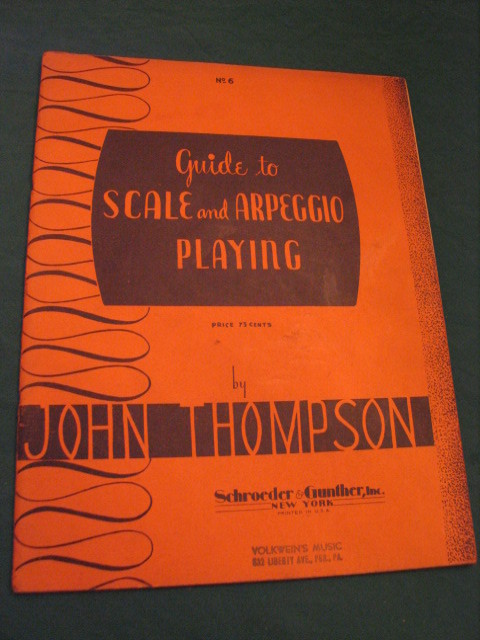 No. 6
Guide to
SCALE and ARPEGGIO
PLAYING
PRICE 75 CENTS
by
JOHN THOMPSON
Schroeder & Gunther, Inc.
NEW YORK
PRINTED IN U.S.A.
VOLKWEIN'S MUSIC
LIBERTY AVE., PGH., PA.